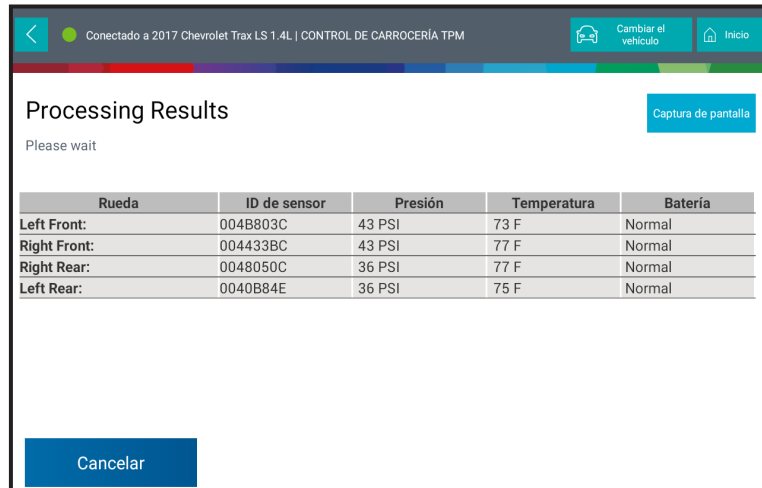 Conectado a 2017 Chevrolet Trax LS 1.4L | CONTROL DE CARROCERÍA TPM
Cambiar el
vehículo
Inicio
Processing Results
Captura de pantalla
Please wait
Rueda ID de sensor Presión Temperatura Batería
Left Front: 004B803C 43 PSI 73 F Normal
Right Front: 004433BC 43 PSI 77 F Normal
Right Rear: 0048050C 36 PSI 77 F Normal
Left Rear: 0040B84E 36 PSI 75 F Normal
Cancelar